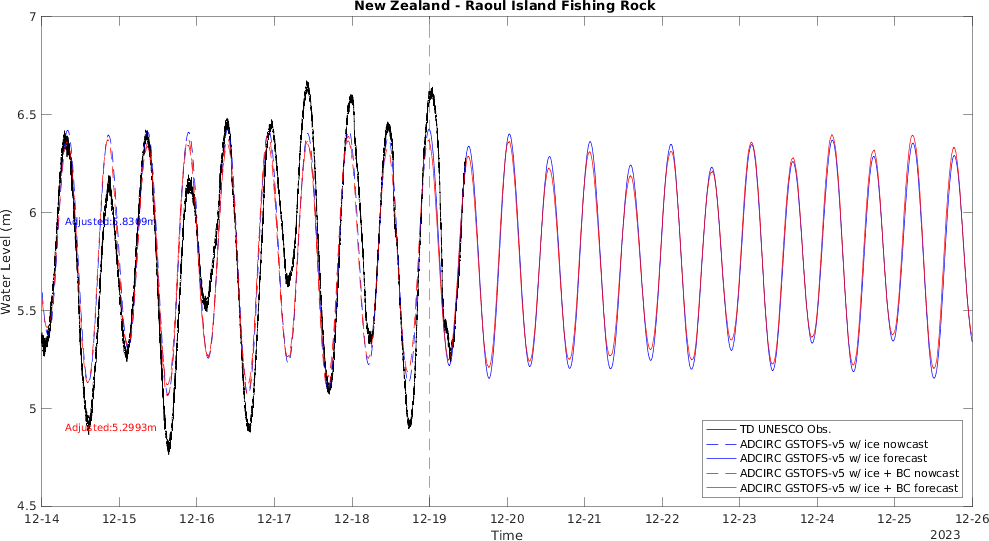 New Zealand - Raoul Island Fishing Rock
7
6.5
6
5.5
5
4.5
Water Level (m)
Adjusted:5.8309m
Adjusted:5.2993m
TD UNESCO Obs.
ADCIRC GSTOFS-v5 w/ ice nowcast
ADCIRC GSTOFS-v5 w/ ice forecast
ADCIRC GSTOFS-v5 w/ ice + BC nowcast
ADCIRC GSTOFS-v5 w/ ice + BC forecast
12-14 12-15 12-16 12-17 12-18 12-19 12-20 12-21 12-22 12-23 12-24 12-25 12-26
Time
2023